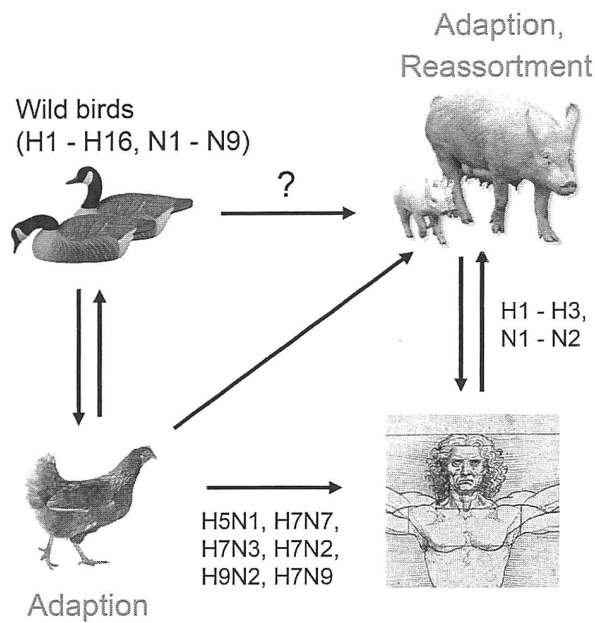 Adaption,
Reassortment
Wild birds
(H1 - H16, N1 - N9)
?
H1 - H3,
N1 - N2
H5N1, H7N7,
H7N3, H7N2,
H9N2, H7N9
Adaption